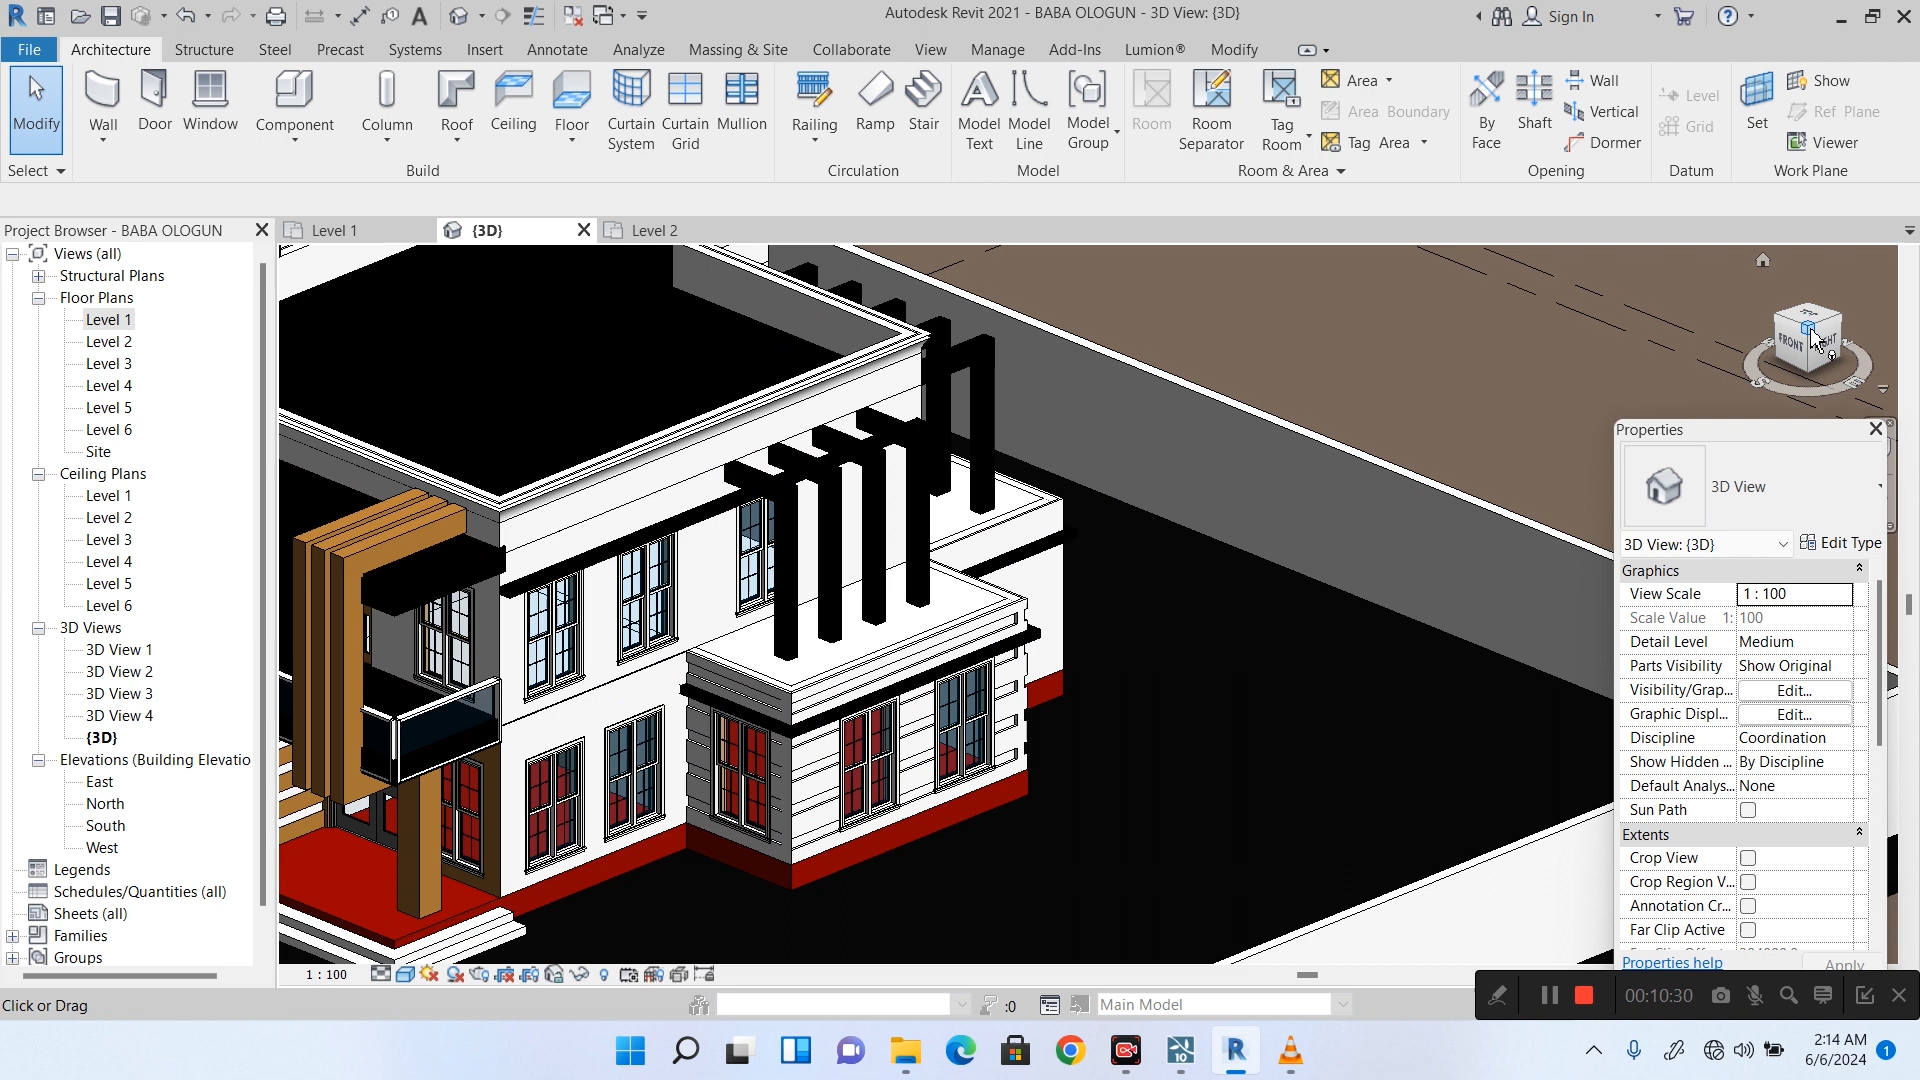 Autodesk Revit 2021 - BABA OLOGUN - 3D View: {3D}
Sign In
File
Architecture
Structure
Steel
Precast
Systems
Insert
Annotate
Analyze
Massing & Site
Collaborate
View
Manage
Add-Ins
Lumion®
Modify
Modify
Wall
Door
Window
Component
Column
Roof
Ceiling
Floor
Curtain System
Curtain Grid
Mullion
Railing
Ramp
Stair
Model Text
Model Line
Model Group
Room
Room Separator
Tag Room
Area
Area Boundary
Tag Area
By Face
Shaft
Wall
Vertical
Dormer
Level
Grid
Set
Show
Ref Plane
Viewer
Select
Build
Circulation
Model
Room & Area
Opening
Datum
Work Plane
Project Browser - BABA OLOGUN
Level 1
{3D}
Level 2
Views (all)
Structural Plans
Floor Plans
Level 1
Level 2
Level 3
Level 4
Level 5
Level 6
Site
Ceiling Plans
Level 1
Level 2
Level 3
Level 4
Level 5
Level 6
3D Views
3D View 1
3D View 2
3D View 3
3D View 4
{3D}
Elevations (Building Elevatio
East
North
South
West
Legends
Schedules/Quantities (all)
Sheets (all)
Families
Groups
TOP
FRONT
Properties
3D View
3D View: {3D}
Edit Type
Graphics
View Scale 1 : 100
Scale Value 1: 100
Detail Level Medium
Parts Visibility Show Original
Visibility/Grap... Edit...
Graphic Displ... Edit...
Discipline Coordination
Show Hidden ... By Discipline
Default Analys... None
Sun Path
Extents
Crop View
Crop Region V...
Annotation Cr...
Far Clip Active
Properties help
Apply
1 : 100
Click or Drag
:0
Main Model
00:10:30
10
2:14 AM
6/6/2024
1